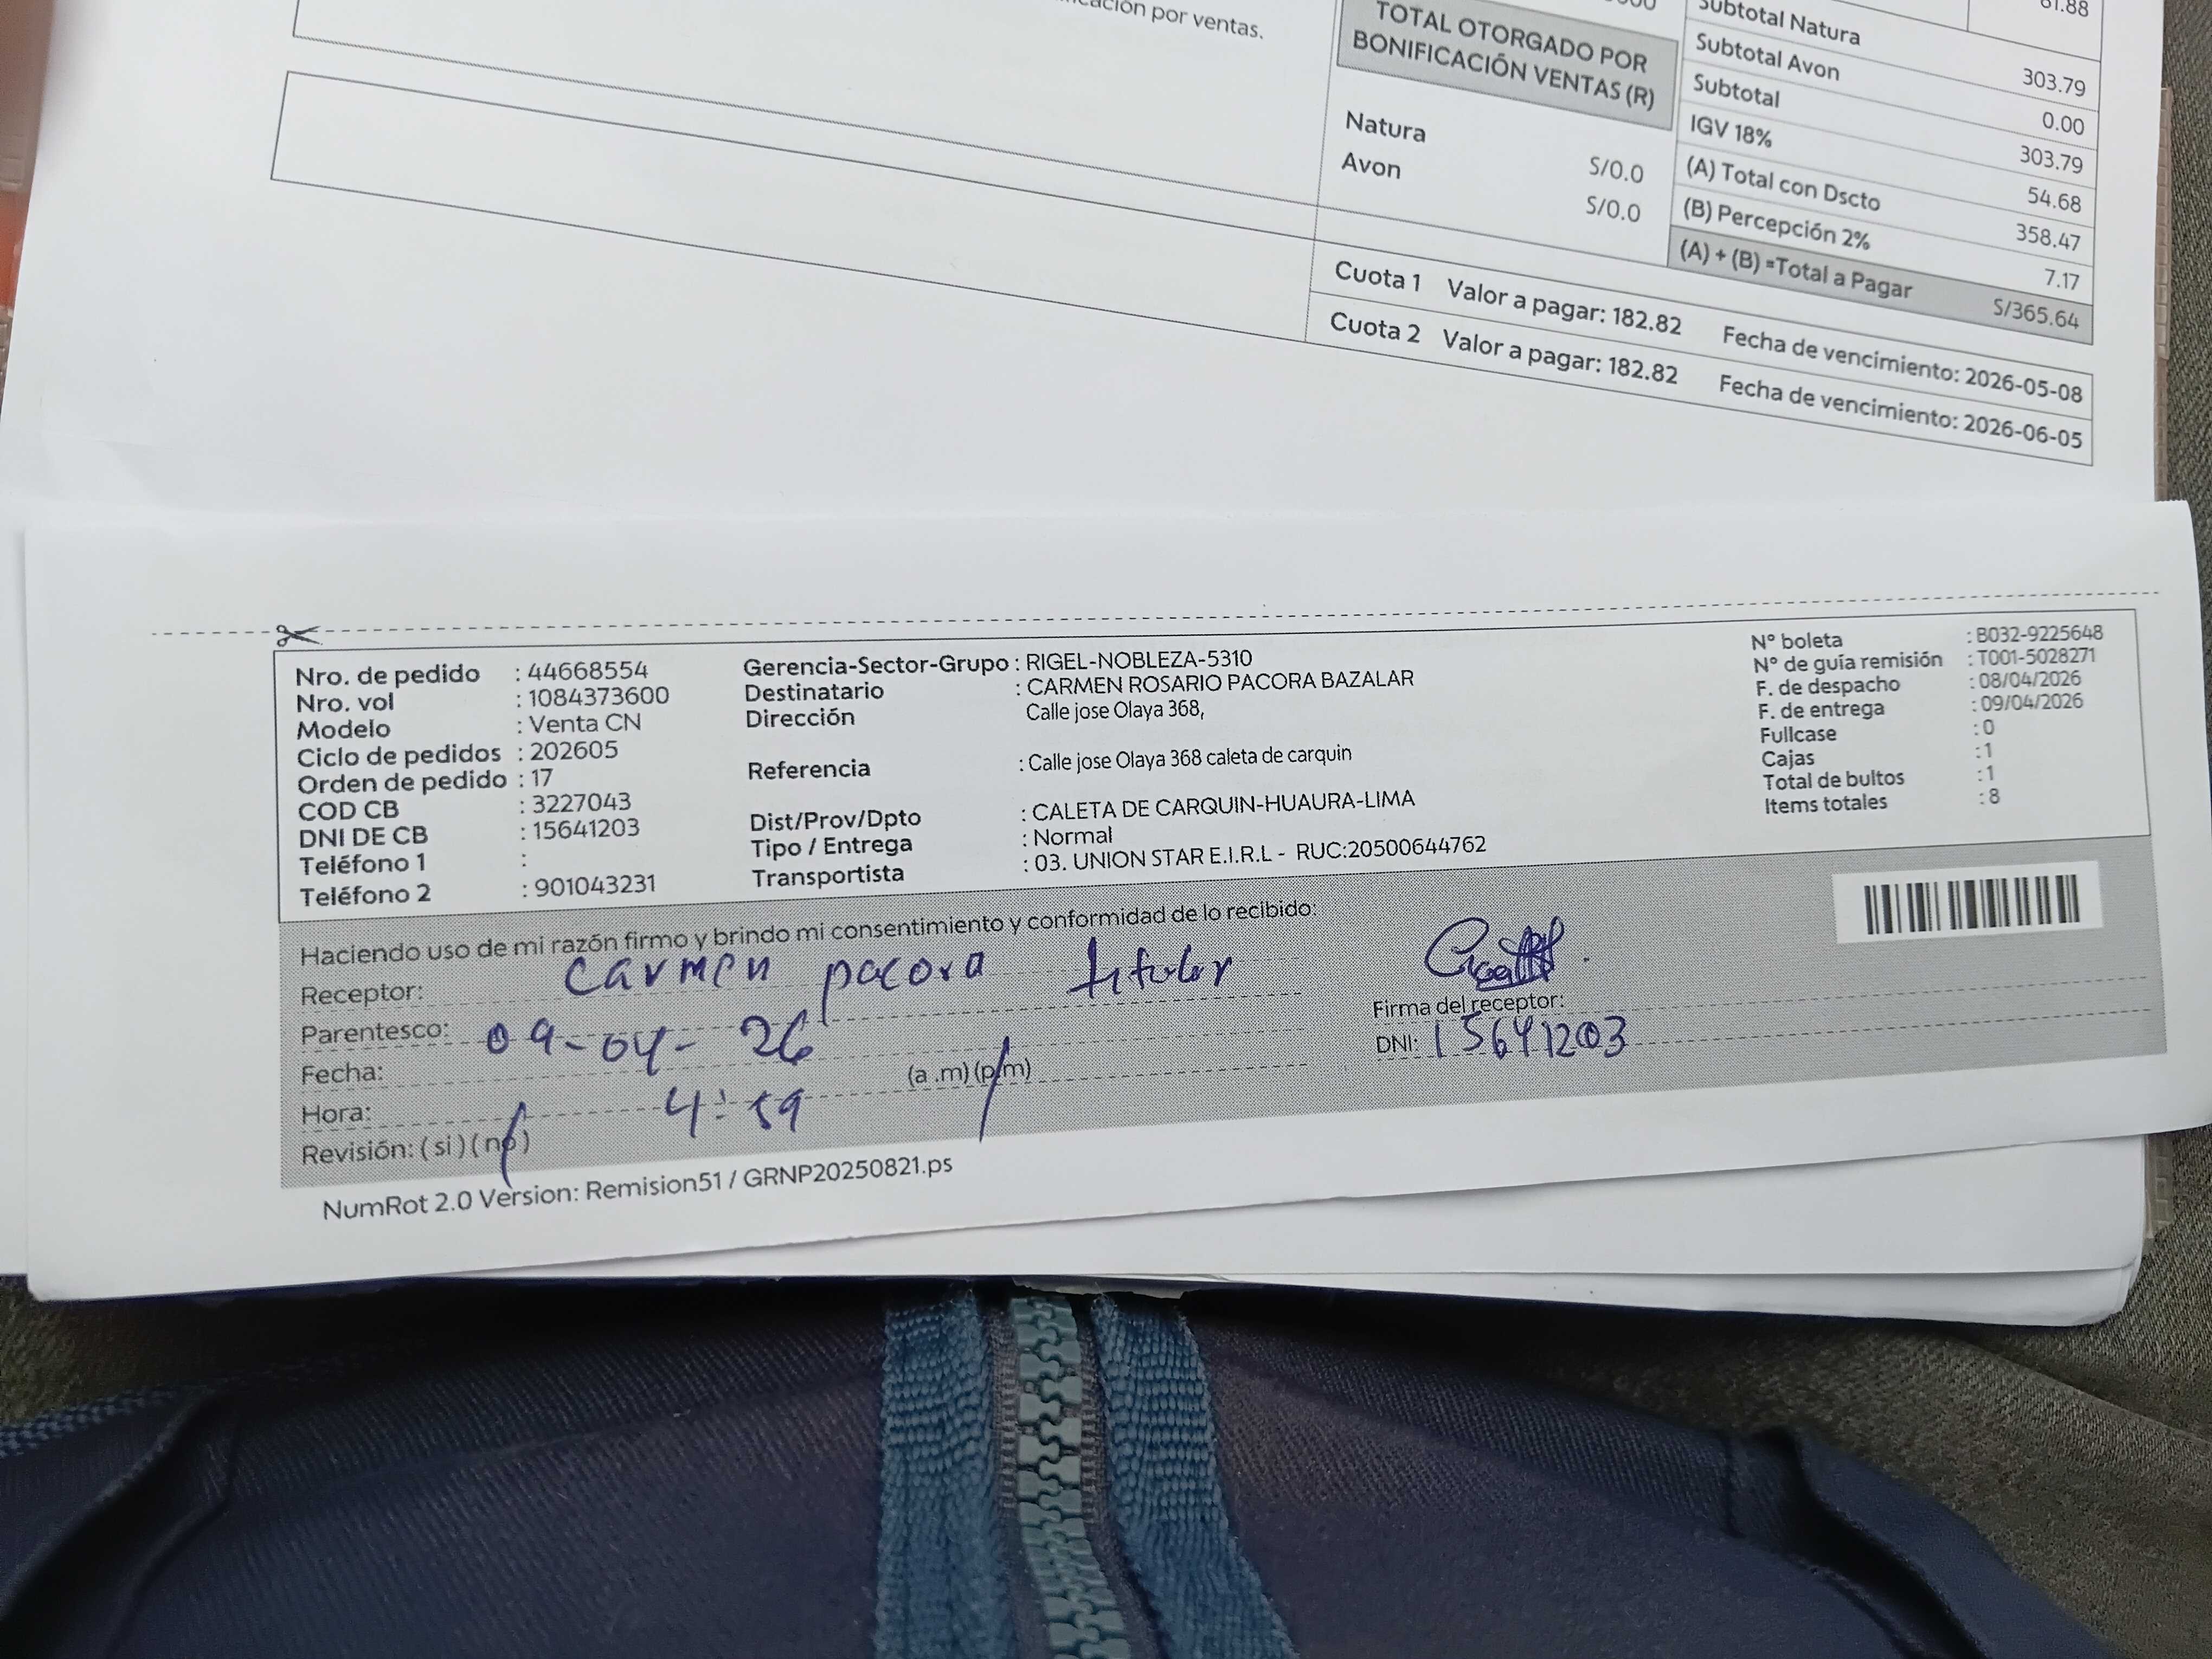 cación por ventas.
TOTAL OTORGADO POR
BONIFICACIÓN VENTAS (R)
Natura S/0.0
Avon S/0.0
61.88
Subtotal Natura 303.79
Subtotal Avon 0.00
Subtotal 303.79
IGV 18% 54.68
(A) Total con Dscto 358.47
(B) Percepción 2% 7.17
(A) + (B) =Total a Pagar S/365.64
Cuota 1 Valor a pagar: 182.82 Fecha de vencimiento: 2026-05-08
Cuota 2 Valor a pagar: 182.82 Fecha de vencimiento: 2026-06-05
Nro. de pedido : 44668554
Nro. vol : 1084373600
Modelo : Venta CN
Ciclo de pedidos : 202605
Orden de pedido : 17
COD CB : 3227043
DNI DE CB : 15641203
Teléfono 1 :
Teléfono 2 : 901043231
Gerencia-Sector-Grupo : RIGEL-NOBLEZA-5310
Destinatario : CARMEN ROSARIO PACORA BAZALAR
Dirección Calle jose Olaya 368,
Referencia : Calle jose Olaya 368 caleta de carquin
Dist/Prov/Dpto : CALETA DE CARQUIN-HUAURA-LIMA
Tipo / Entrega : Normal
Transportista : 03. UNION STAR E.I.R.L - RUC:20500644762
N° boleta : B032-9225648
N° de guía remisión : T001-5028271
F. de despacho : 08/04/2026
F. de entrega : 09/04/2026
Fullcase : 0
Cajas : 1
Total de bultos : 1
Items totales : 8
Haciendo uso de mi razón firmo y brindo mi consentimiento y conformidad de lo recibido:
Receptor: carmen pacora titular
Parentesco:
Fecha: 09-04-26
Hora: 4:59 (a .m) (p/m)
Revisión: ( si ) ( no )
Firma del receptor:
DNI: 15641203
NumRot 2.0 Version: Remision51 / GRNP20250821.ps